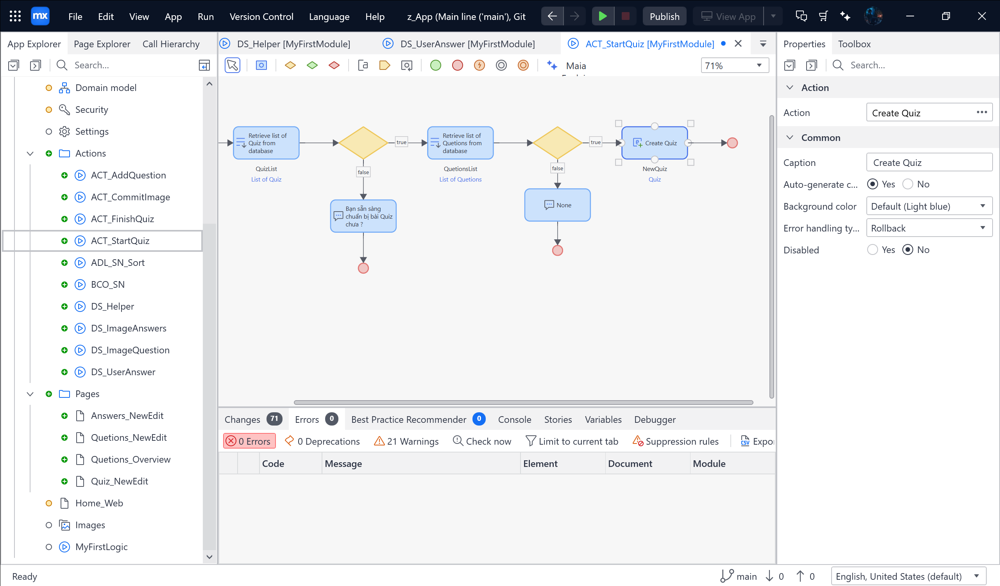 mx File Edit View App Run Version Control Language Help z_App (Main line ('main'), Git Publish View App
App Explorer Page Explorer Call Hierarchy
Search...
Domain model
Security
Settings
Actions
ACT_AddQuestion
ACT_CommitImage
ACT_FinishQuiz
ACT_StartQuiz
ADL_SN_Sort
BCO_SN
DS_Helper
DS_ImageAnswers
DS_ImageQuestion
DS_UserAnswer
Pages
Answers_NewEdit
Quetions_NewEdit
Quetions_Overview
Quiz_NewEdit
Home_Web
Images
MyFirstLogic
DS_Helper [MyFirstModule] DS_UserAnswer [MyFirstModule] ACT_StartQuiz [MyFirstModule]
Maia
71%
Retrieve list of
Quiz from
database
QuizList
List of Quiz
true
false
Bạn sẵn sàng
chuẩn bị bài Quiz
chưa ?
Retrieve list of
Quetions from
database
QuetionsList
List of Quetions
true
false
None
Create Quiz
NewQuiz
Quiz
Changes 71 Errors 0 Best Practice Recommender 0 Console Stories Variables Debugger
0 Errors 0 Deprecations 21 Warnings Check now Limit to current tab Suppression rules CSV
Code Message Element Document Module
Properties Toolbox
Search...
Action
Action Create Quiz
Common
Caption Create Quiz
Auto-generate c... Yes No
Background color Default (Light blue)
Error handling ty... Rollback
Disabled Yes No
Ready main 0 0 English, United States (default)